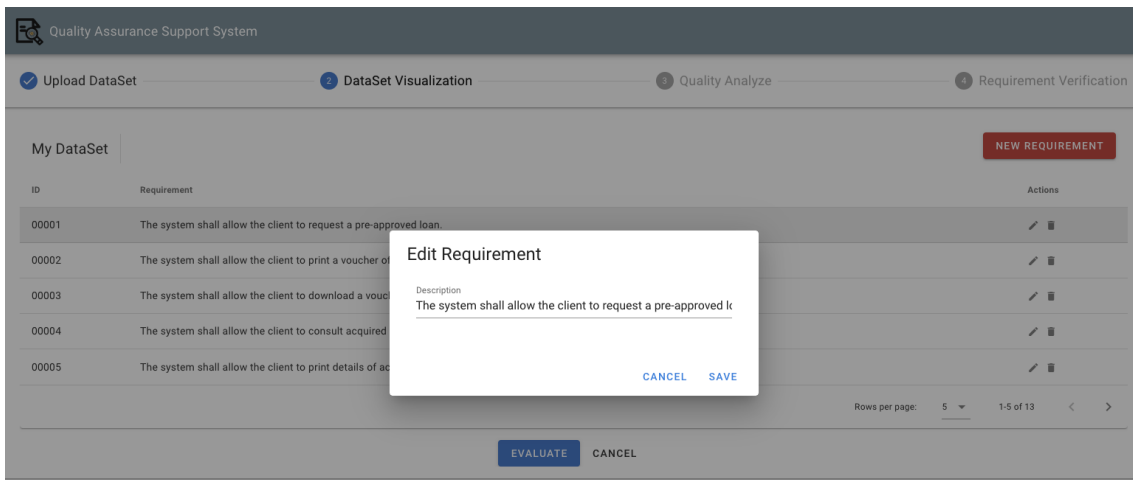 Quality Assurance Support System
Upload DataSet
2 DataSet Visualization
3 Quality Analyze
4 Requirement Verification
My DataSet
NEW REQUIREMENT
ID Requirement Actions
00001 The system shall allow the client to request a pre-approved loan.
00002 The system shall allow the client to print a voucher of
00003 The system shall allow the client to download a
00004 The system shall allow the client to consult acquired
00005 The system shall allow the client to print details of
Edit Requirement
Description
The system shall allow the client to request a pre-approved
CANCEL SAVE
Rows per page: 5 1-5 of 13
EVALUATE CANCEL